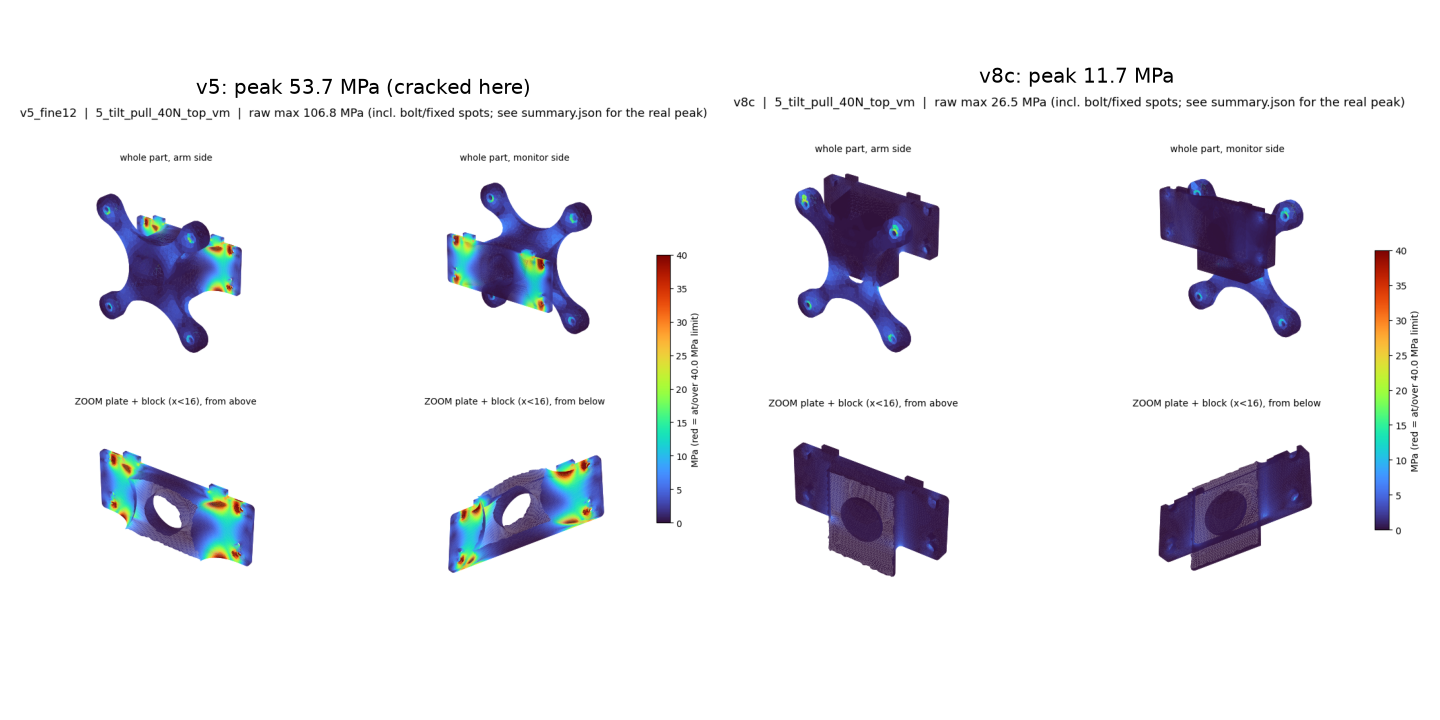 v5: peak 53.7 MPa (cracked here)
v5_fine12 | 5_tilt_pull_40N_top_vm | raw max 106.8 MPa (incl. bolt/fixed spots; see summary.json for the real peak)
whole part, arm side
whole part, monitor side
ZOOM plate + block (x<16), from above
ZOOM plate + block (x<16), from below
40
35
30
25
20
15
10
5
0
MPa (red = at/over 40.0 MPa limit)
v8c: peak 11.7 MPa
v8c | 5_tilt_pull_40N_top_vm | raw max 26.5 MPa (incl. bolt/fixed spots; see summary.json for the real peak)
whole part, arm side
whole part, monitor side
ZOOM plate + block (x<16), from above
ZOOM plate + block (x<16), from below
40
35
30
25
20
15
10
5
0
MPa (red = at/over 40.0 MPa limit)